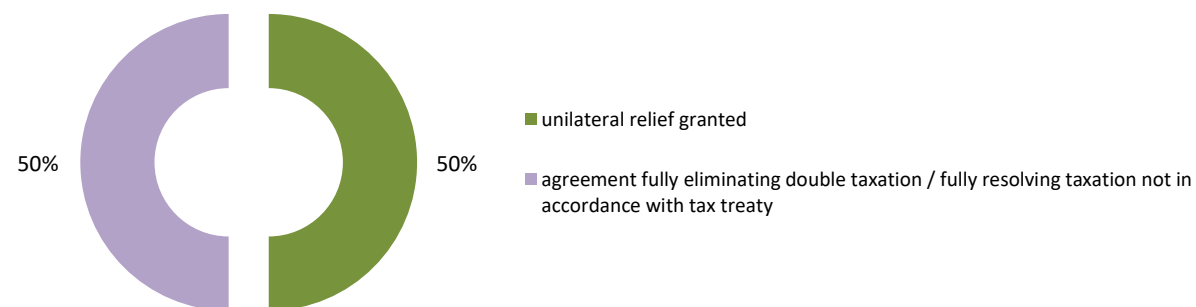 50%
50%
unilateral relief granted
agreement fully eliminating double taxation / fully resolving taxation not in
accordance with tax treaty